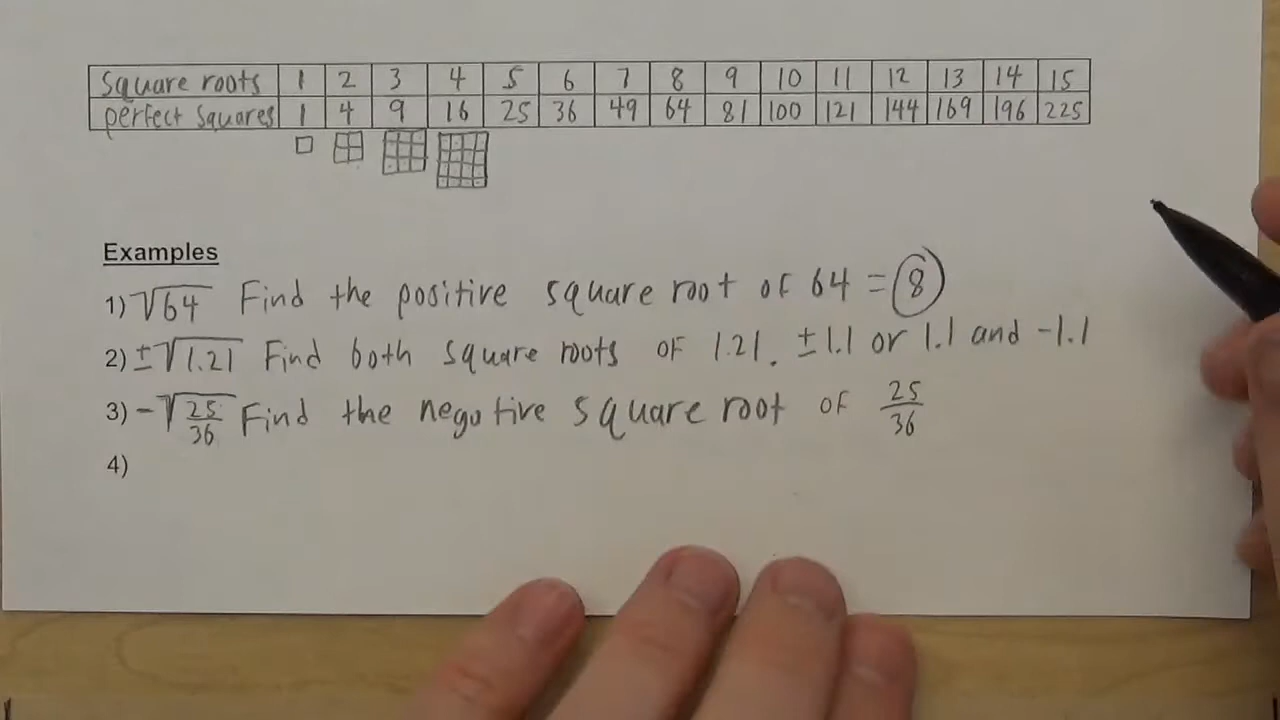 square roots 1 2 3 4 5 6 7 8 9 10 11 12 13 14 15
perfect squares 1 4 9 16 25 36 49 64 81 100 121 144 169 196 225
Examples
1) √64 Find the positive square root of 64 = 8
2) ±√1.21 Find both square roots of 1.21. ±1.1 or 1.1 and -1.1
3) -√25/36 Find the negative square root of 25/36
4)